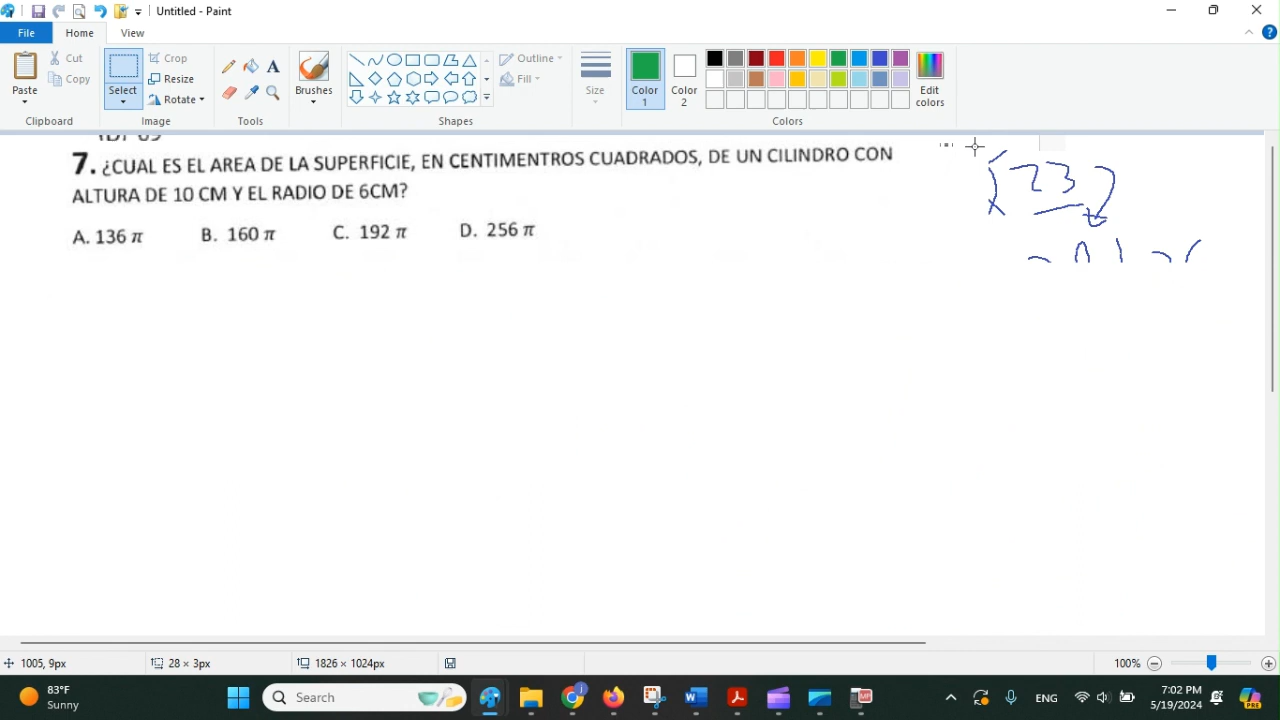 Untitled - Paint
File
Home
View
Paste
Cut
Copy
Clipboard
Select
Crop
Resize
Rotate
Image
Tools
Brushes
Shapes
Outline
Fill
Size
Color 1
Color 2
Edit colors
Colors
7. ¿CUAL ES EL AREA DE LA SUPERFICIE, EN CENTIMENTROS CUADRADOS, DE UN CILINDRO CON
ALTURA DE 10 CM Y EL RADIO DE 6CM?
A. 136 π B. 160 π C. 192 π D. 256 π
23
1005, 9px
28 × 3px
1826 × 1024px
100%
83°F
Sunny
Search
ENG
7:02 PM
5/19/2024
PRE